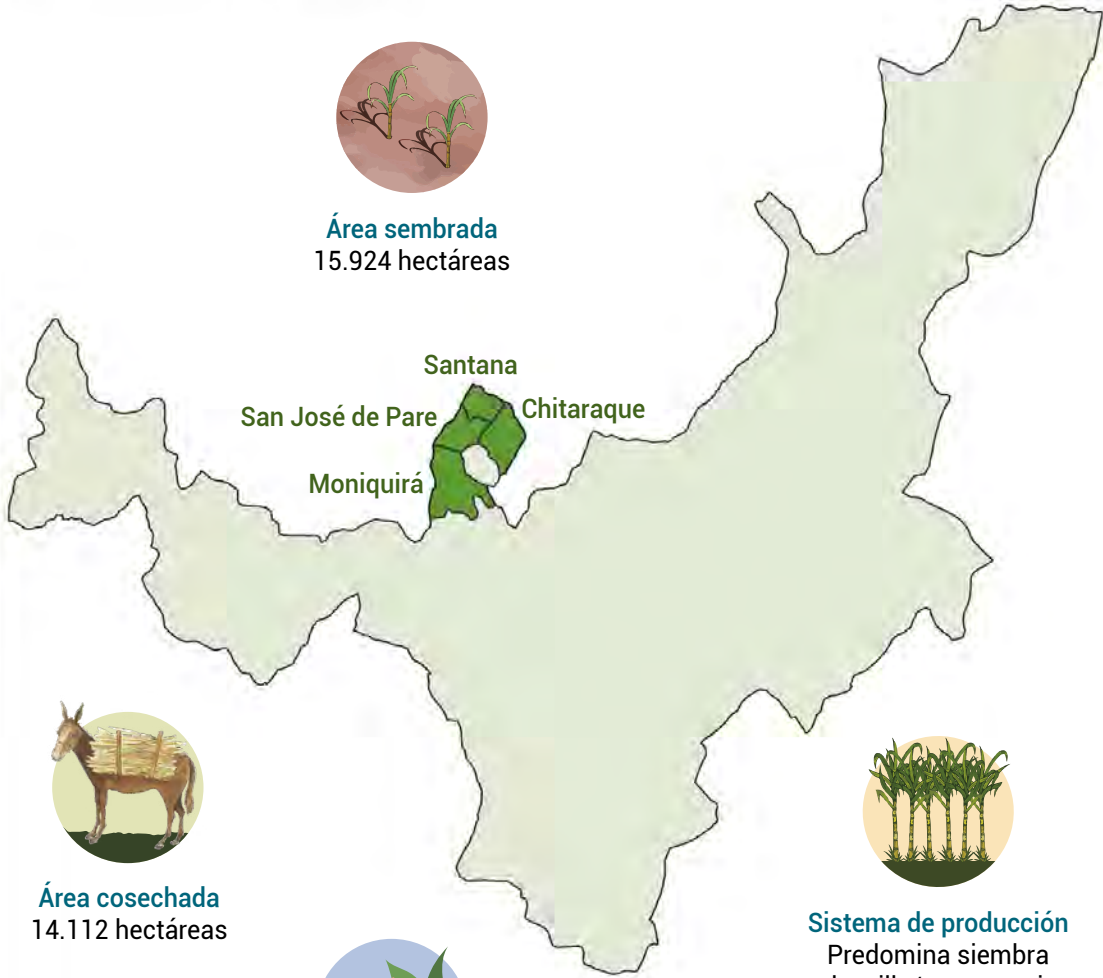 Área sembrada
15.924 hectáreas
Santana
San José de Pare
Chitaraque
Moniquirá
Área cosechada
14.112 hectáreas
Sistema de producción
Predomina siembra